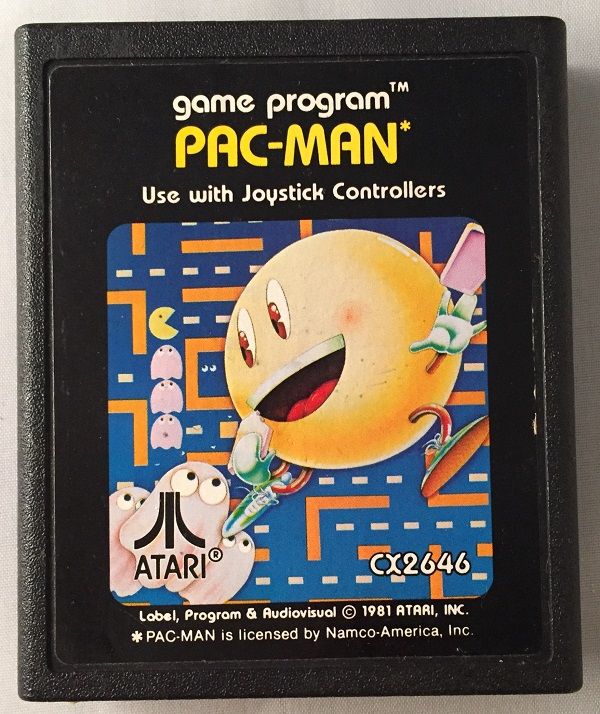 game program™
PAC-MAN*
Use with Joystick Controllers
ATARI®
CX2646
Label, Program & Audiovisual © 1981 ATARI, INC.
*PAC-MAN is licensed by Namco-America, Inc.